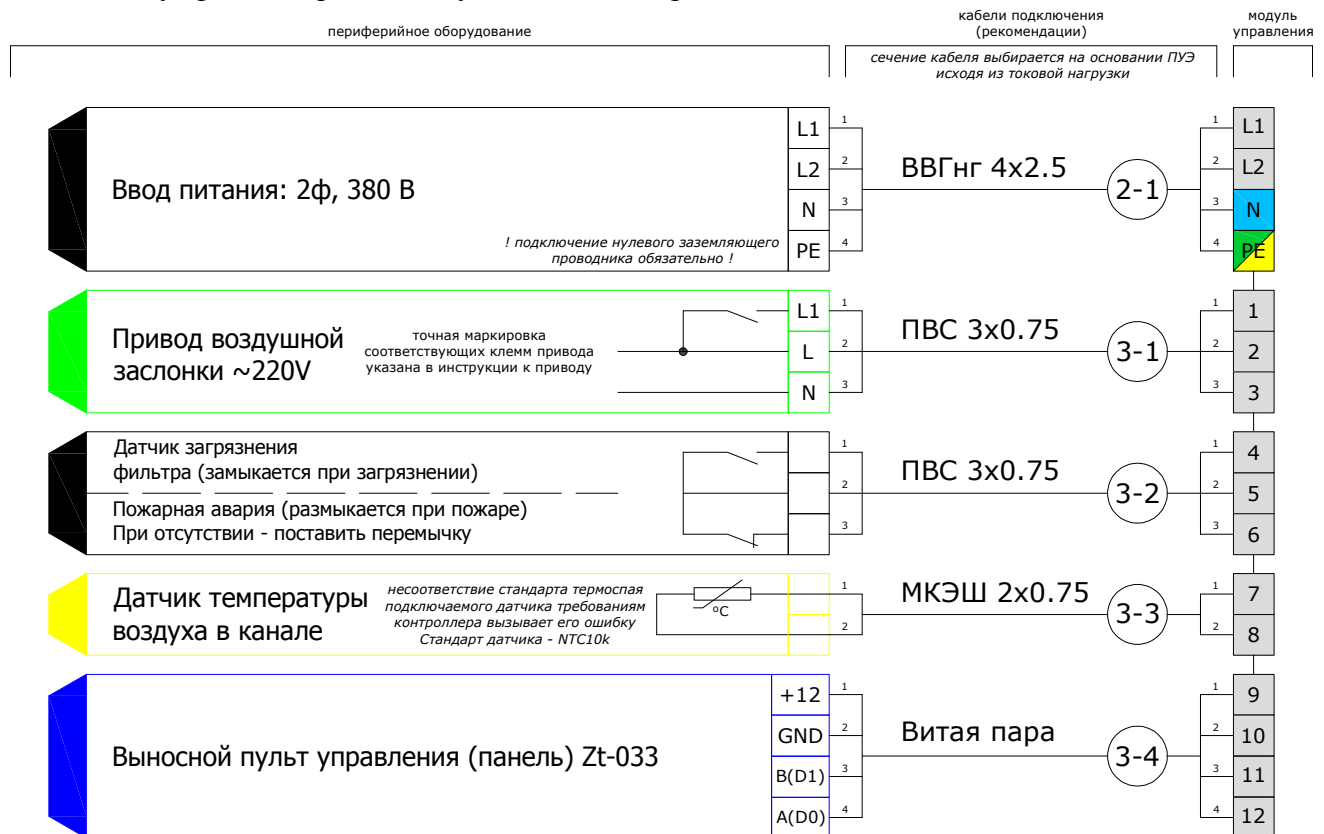 периферийное оборудование
кабели подключения
(рекомендации)
модуль
управления
сечение кабеля выбирается на основании ПУЭ
исходя из токовой нагрузки
Ввод питания: 2ф, 380 В
! подключение нулевого заземляющего
проводника обязательно !
L1 1
L2 2
N 3
PE 4
ВВГнг 4x2.5
2-1
1 L1
2 L2
3 N
4 PE
Привод воздушной
заслонки ~220V
точная маркировка
соответствующих клемм привода
указана в инструкции к приводу
L1 1
L 2
N 3
ПВС 3x0.75
3-1
1 1
2 2
3 3
Датчик загрязнения
фильтра (замыкается при загрязнении)
Пожарная авария (размыкается при пожаре)
При отсутствии - поставить перемычку
1
2
3
ПВС 3x0.75
3-2
1 4
2 5
3 6
Датчик температуры
воздуха в канале
несоответствие стандарта термоспая
подключаемого датчика требованиям
контроллера вызывает его ошибку
Стандарт датчика - NTC10k
°C
1
2
МКЭШ 2x0.75
3-3
1 7
2 8
Выносной пульт управления (панель) Zt-033
+12 1
GND 2
B(D1) 3
A(D0) 4
Витая пара
3-4
1 9
2 10
3 11
4 12